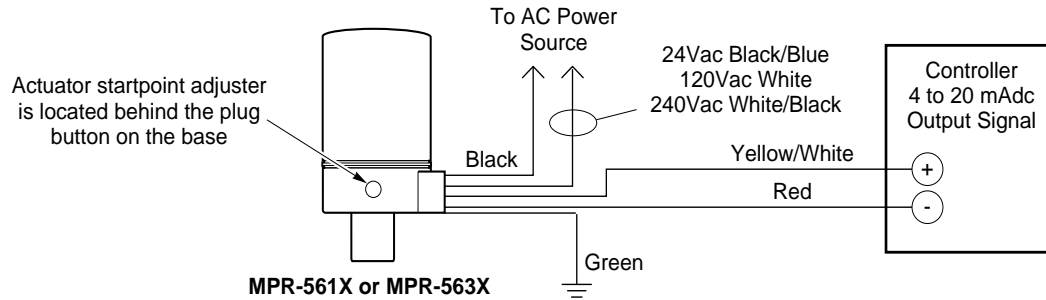 To AC Power
Source
24Vac Black/Blue
120Vac White
240Vac White/Black
Controller
4 to 20 mAdc
Output Signal
Actuator startpoint adjuster
is located behind the plug
button on the base
Black
Yellow/White
+
Red
-
Green
MPR-561X or MPR-563X